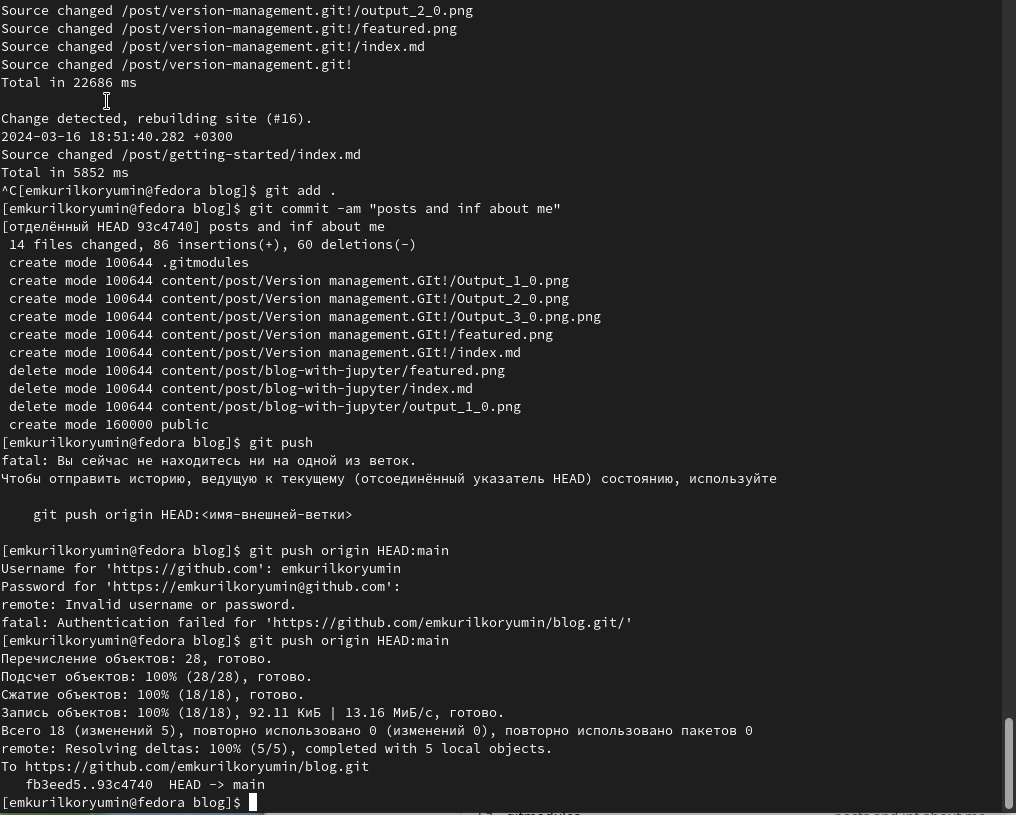 Source changed /post/version-management.git!/output_2_0.png
Source changed /post/version-management.git!/featured.png
Source changed /post/version-management.git!/index.md
Source changed /post/version-management.git!
Total in 22686 ms
Change detected, rebuilding site (#16).
2024-03-16 18:51:40.282 +0300
Source changed /post/getting-started/index.md
Total in 5852 ms
^C[emkurilkoryumin@fedora blog]$ git add .
[emkurilkoryumin@fedora blog]$ git commit -am "posts and inf about me"
[отделённый HEAD 93c4740] posts and inf about me
 14 files changed, 86 insertions(+), 60 deletions(-)
 create mode 100644 .gitmodules
 create mode 100644 content/post/Version management.GIt!/Output_1_0.png
 create mode 100644 content/post/Version management.GIt!/Output_2_0.png
 create mode 100644 content/post/Version management.GIt!/Output_3_0.png.png
 create mode 100644 content/post/Version management.GIt!/featured.png
 create mode 100644 content/post/Version management.GIt!/index.md
 delete mode 100644 content/post/blog-with-jupyter/featured.png
 delete mode 100644 content/post/blog-with-jupyter/index.md
 delete mode 100644 content/post/blog-with-jupyter/output_1_0.png
 create mode 160000 public
[emkurilkoryumin@fedora blog]$ git push
fatal: Вы сейчас не находитесь ни на одной из веток.
Чтобы отправить историю, ведущую к текущему (отсоединённый указатель HEAD) состоянию, используйте
    git push origin HEAD:<имя-внешней-ветки>
[emkurilkoryumin@fedora blog]$ git push origin HEAD:main
Username for 'https://github.com': emkurilkoryumin
Password for 'https://emkurilkoryumin@github.com':
remote: Invalid username or password.
fatal: Authentication failed for 'https://github.com/emkurilkoryumin/blog.git/'
[emkurilkoryumin@fedora blog]$ git push origin HEAD:main
Перечисление объектов: 28, готово.
Подсчет объектов: 100% (28/28), готово.
Сжатие объектов: 100% (18/18), готово.
Запись объектов: 100% (18/18), 92.11 КиБ | 13.16 МиБ/с, готово.
Всего 18 (изменений 5), повторно использовано 0 (изменений 0), повторно использовано пакетов 0
remote: Resolving deltas: 100% (5/5), completed with 5 local objects.
To https://github.com/emkurilkoryumin/blog.git
   fb3eed5..93c4740  HEAD -> main
[emkurilkoryumin@fedora blog]$